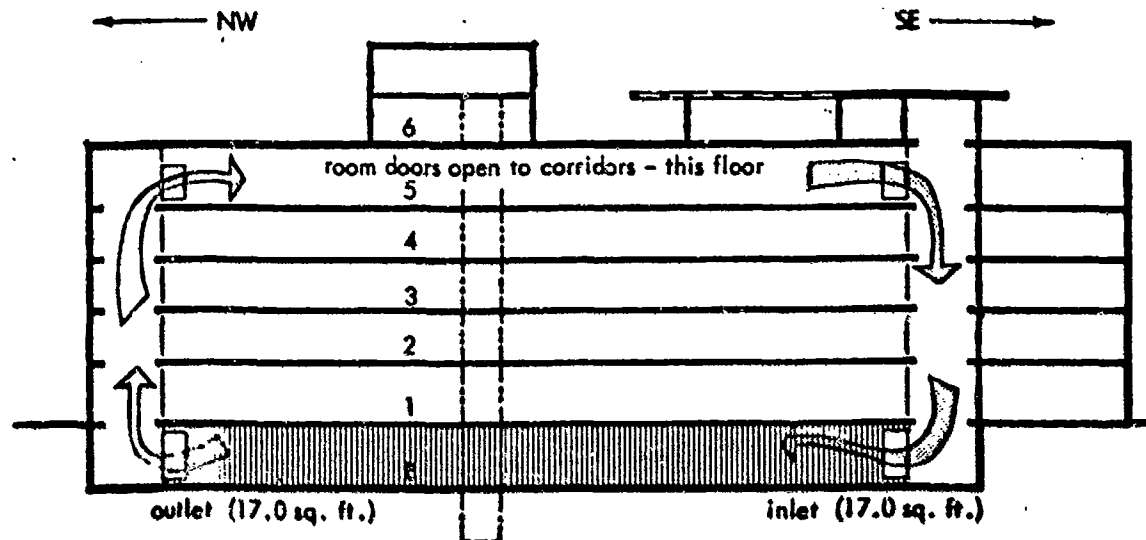 NW
SE
6
room doors open to corridors - this floor
5
4
3
2
1
outlet (17.0 sq. ft.)
inlet (17.0 sq. ft.)